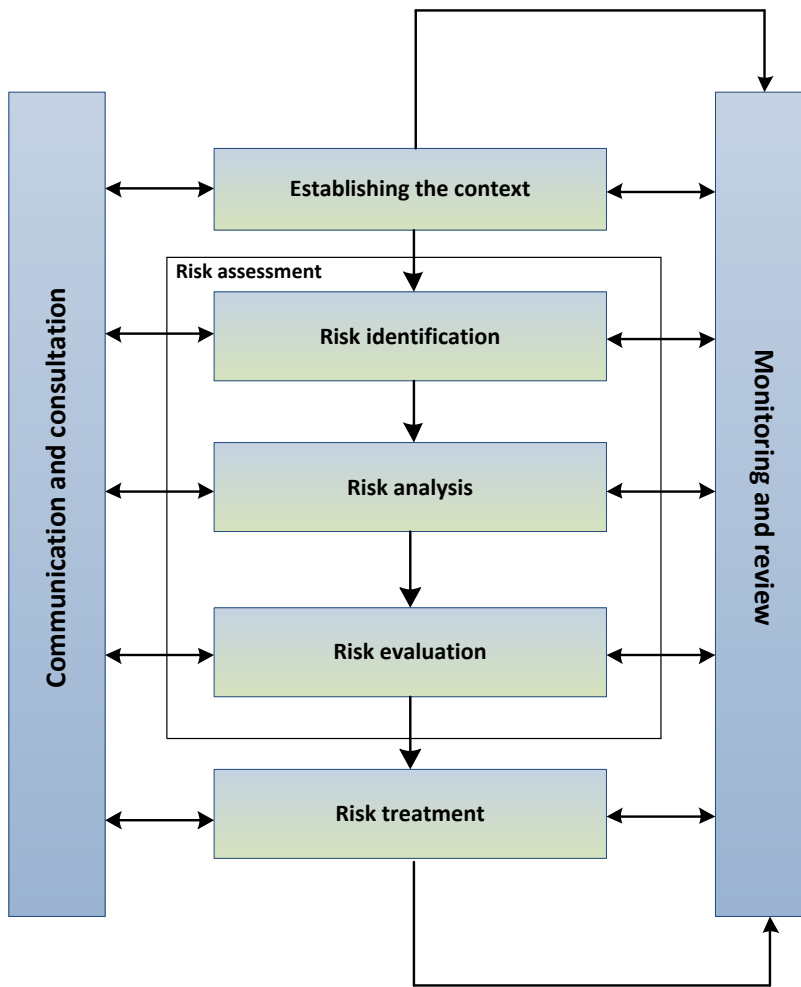 Establishing the context
Risk assessment
Risk identification
Risk analysis
Risk evaluation
Risk treatment
Communication and consultation
Monitoring and review